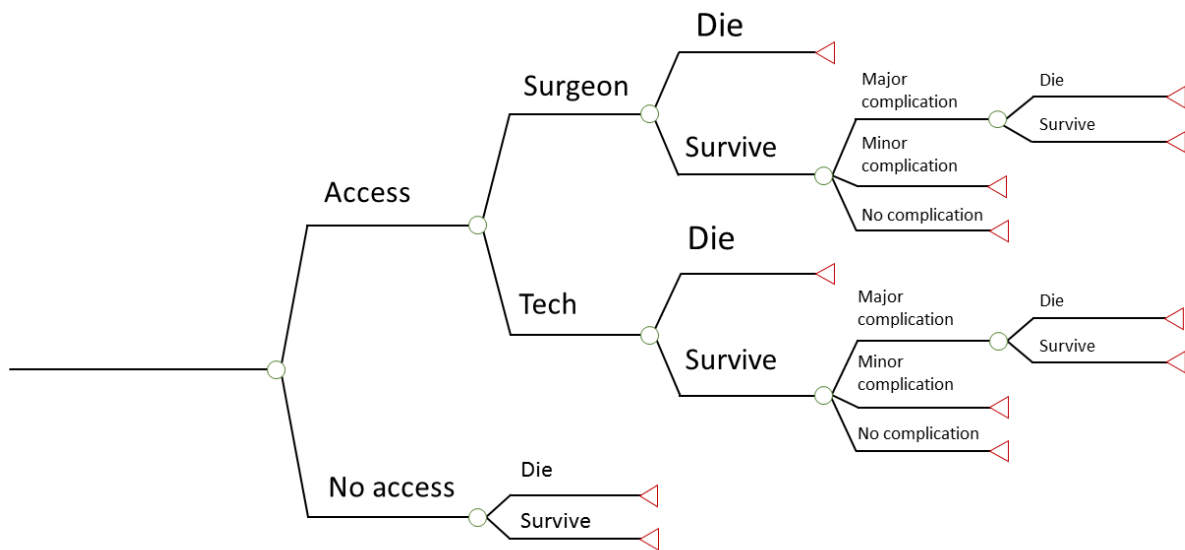 Die
Surgeon
Major
complication
Die
Survive
Survive
Minor
complication
No complication
Access
Die
Tech
Major
complication
Die
Survive
Survive
Minor
complication
No complication
No access
Die
Survive